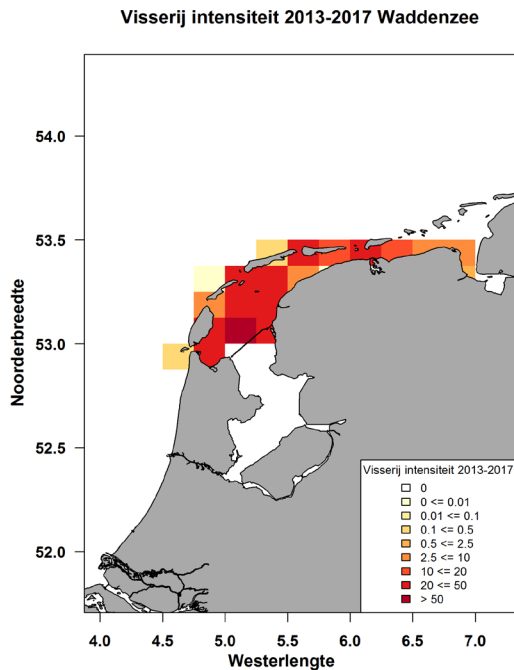 Visserij intensiteit 2013-2017 Waddenzee
Noorderbreedte
54.0
53.5
53.0
52.5
52.0
Visserij intensiteit 2013-2017
0
0 <= 0.01
0.01 <= 0.1
0.1 <= 0.5
0.5 <= 2.5
2.5 <= 10
10 <= 20
20 <= 50
> 50
4.0 4.5 5.0 5.5 6.0 6.5 7.0
Westerlengte